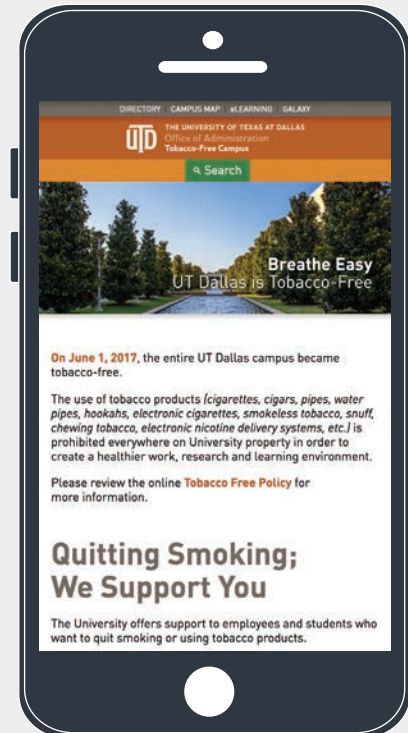 DIRECTORY CAMPUS MAP eLEARNING GALAXY
UTD
THE UNIVERSITY OF TEXAS AT DALLAS
Office of Administration
Tobacco-Free Campus
Search
Breathe Easy
UT Dallas is Tobacco-Free
On June 1, 2017, the entire UT Dallas campus became
tobacco-free.
The use of tobacco products (cigarettes, cigars, pipes, water
pipes, hookahs, electronic cigarettes, smokeless tobacco, snuff,
chewing tobacco, electronic nicotine delivery systems, etc.) is
prohibited everywhere on University property in order to
create a healthier work, research and learning environment.
Please review the online Tobacco Free Policy for
more information.
Quitting Smoking;
We Support You
The University offers support to employees and students who
want to quit smoking or using tobacco products.